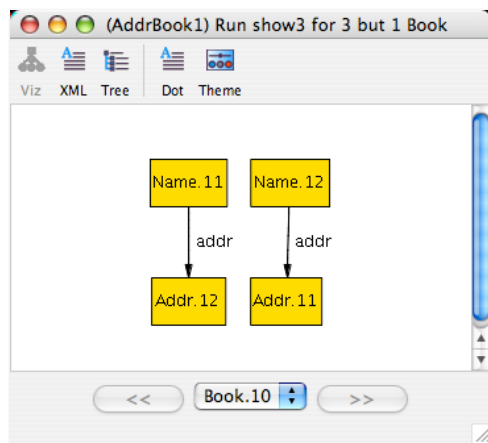 (AddrBook1) Run show3 for 3 but 1 Book
Viz XML Tree Dot Theme
Name.11 Name.12
addr addr
Addr.12 Addr.11
<< Book.10 >>